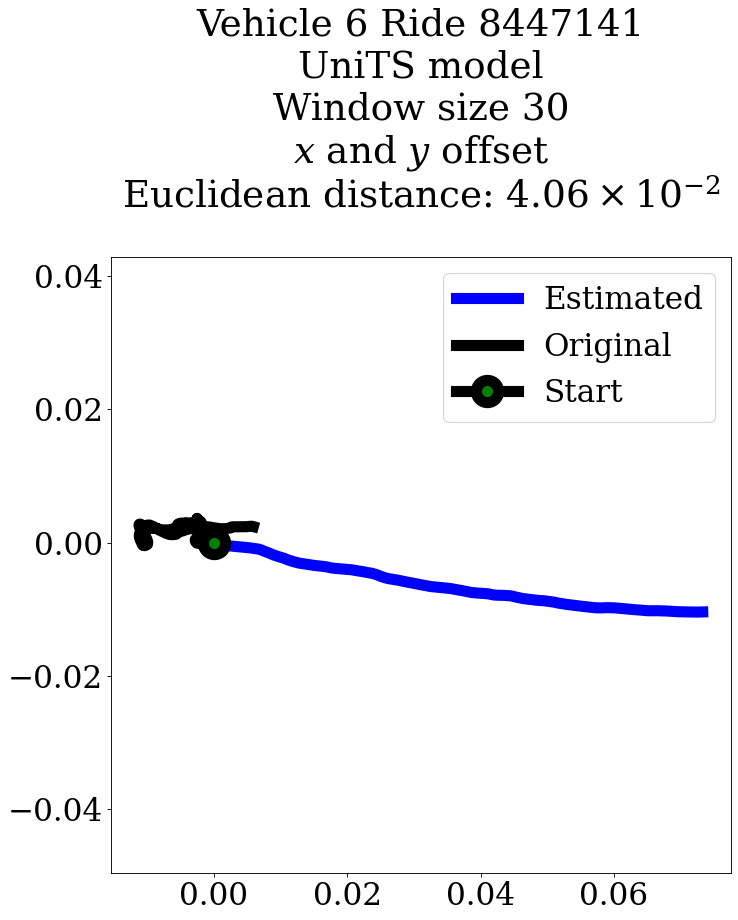 Vehicle 6 Ride 8447141
UniTS model
Window size 30
x and y offset
Euclidean distance: 4.06 × 10⁻²
0.04
0.02
0.00
−0.02
−0.04
Estimated
Original
Start
0.00 0.02 0.04 0.06